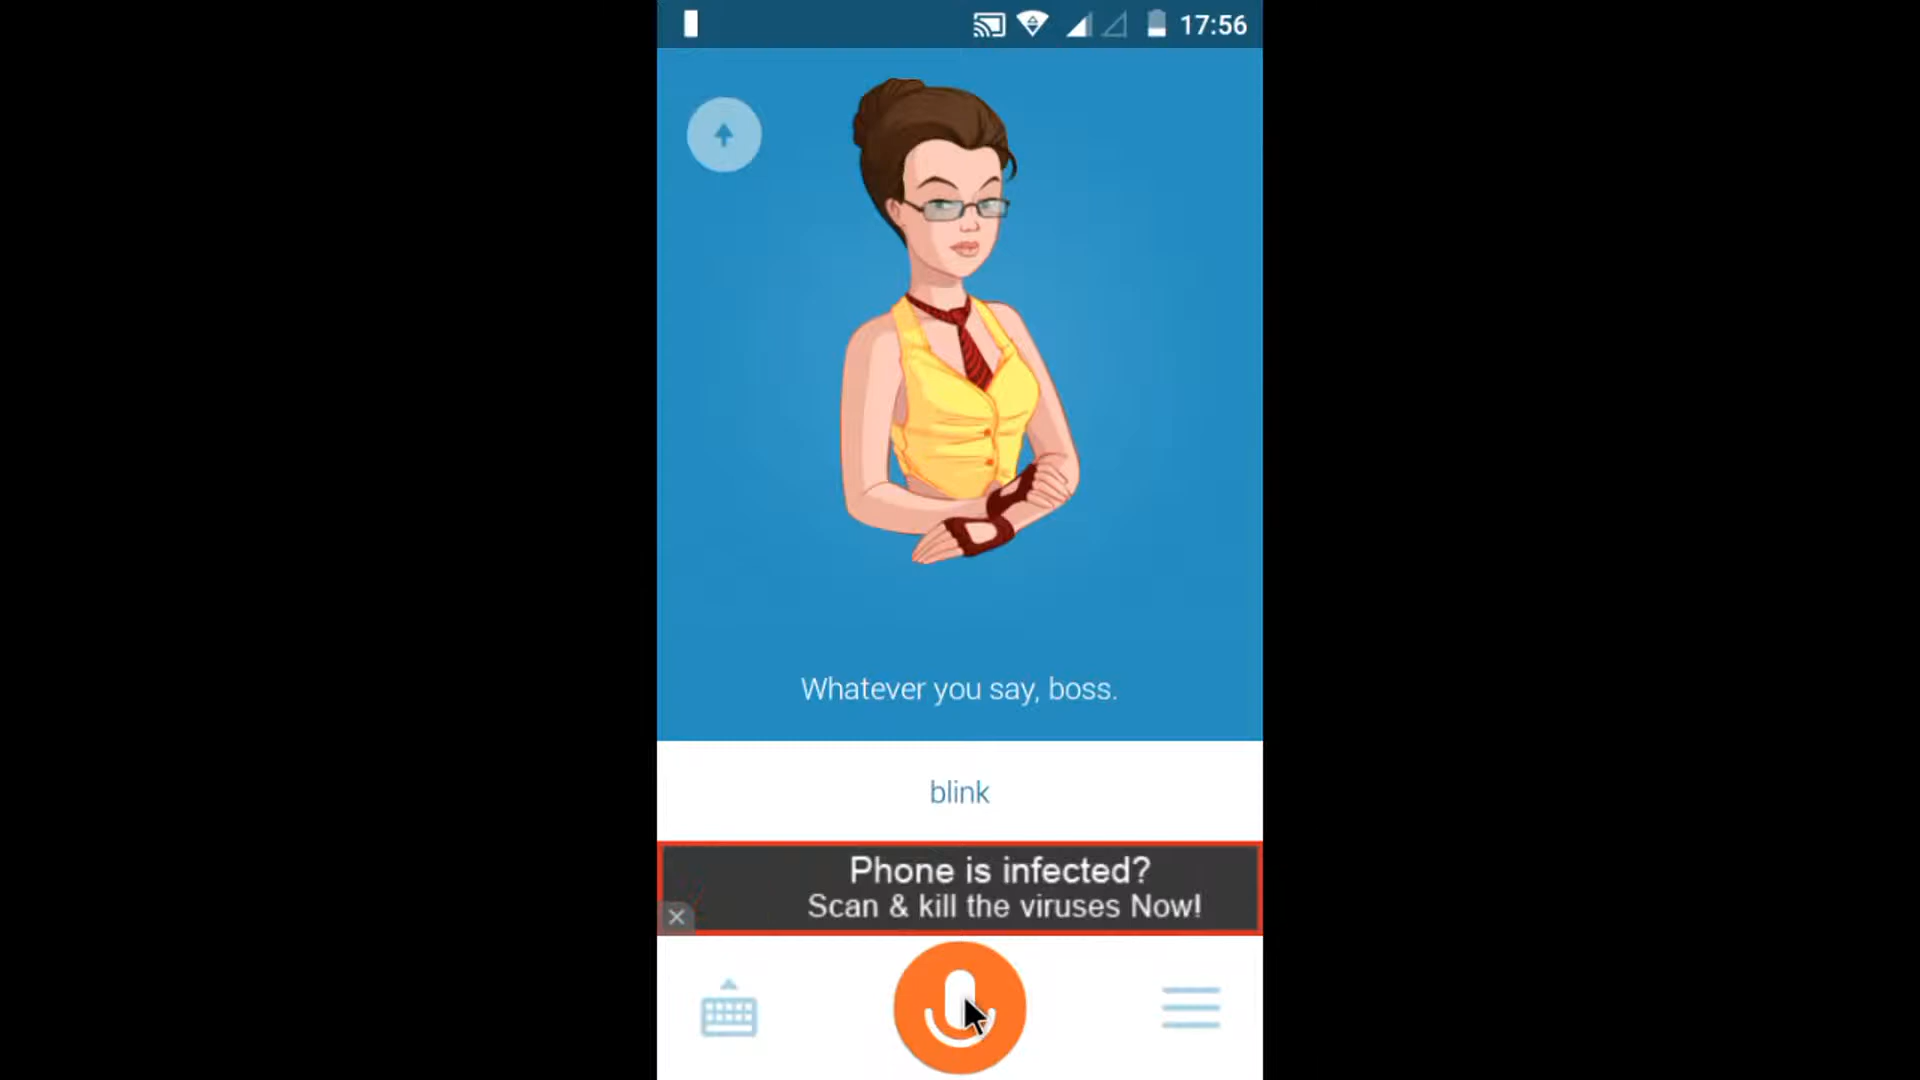 17:56
Whatever you say, boss.
blink
Phone is infected?
Scan & kill the viruses Now!